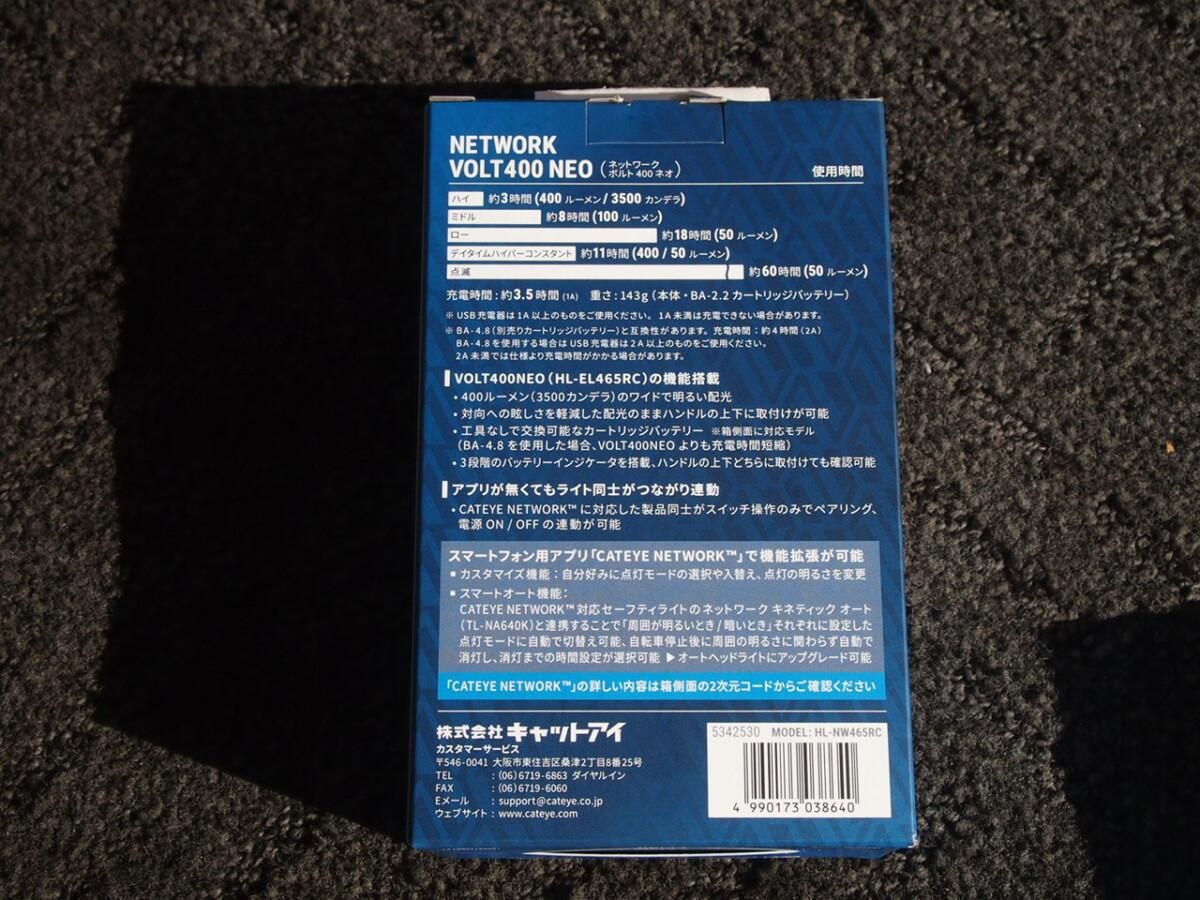 NETWORK
VOLT400 NEO (ネットワーク ボルト400 ネオ) 使用時間
ハイ 約3時間 (400 ルーメン / 3500 カンデラ)
ミドル 約8時間 (100 ルーメン)
ロー 約18時間 (50 ルーメン)
デイタイムハイパーコンスタント 約11時間 (400 / 50 ルーメン)
点滅 約60時間 (50 ルーメン)
充電時間 : 約3.5時間 (1A) 重さ : 143g (本体・BA-2.2 カートリッジバッテリー)
※ USB充電器は1A以上のものをご使用ください。1A未満は充電できない場合があります。
※ BA-4.8 (別売りカートリッジバッテリー) と互換性があります。充電時間 : 約4時間 (2A)
BA-4.8を使用する場合はUSB充電器は2A以上のものをご使用ください。
2A未満では仕様より充電時間がかかる場合があります。
VOLT400NEO (HL-EL465RC) の機能搭載
・400ルーメン (3500カンデラ) のワイドで明るい配光
・対向への眩しさを軽減した配光のままハンドルの上下に取付けが可能
・工具なしで交換可能なカートリッジバッテリー ※箱側面に対応モデル
(BA-4.8を使用した場合、VOLT400NEOよりも充電時間短縮)
・3段階のバッテリーインジケータを搭載、ハンドルの上下どちらに取付けても確認可能
アプリが無くてもライト同士がつながり連動
・CATEYE NETWORK™ に対応した製品同士がスイッチ操作のみでペアリング、
電源 ON / OFF の連動が可能
スマートフォン用アプリ「CATEYE NETWORK™」で機能拡張が可能
■ カスタマイズ機能 : 自分好みに点灯モードの選択や入替え、点灯の明るさを変更
■ スマートオート機能 :
CATEYE NETWORK™ 対応セーフティライトのネットワーク キネティック オート
(TL-NA640K) と連携することで「周囲が明るいとき / 暗いとき」それぞれに設定した
点灯モードに自動で切替え可能、自転車停止後に周囲の明るさに関わらず自動で
消灯し、消灯までの時間設定が選択可能 ▶ オートヘッドライトにアップグレード可能
「CATEYE NETWORK™」の詳しい内容は箱側面の2次元コードからご確認ください
株式会社 キャットアイ
カスタマーサービス
〒546-0041 大阪市東住吉区桑津2丁目8番25号
TEL : (06) 6719-6863 ダイヤルイン
FAX : (06) 6719-6060
Eメール : support@cateye.co.jp
ウェブサイト : www.cateye.com
5342530 MODEL: HL-NW465RC
4 990173 038640